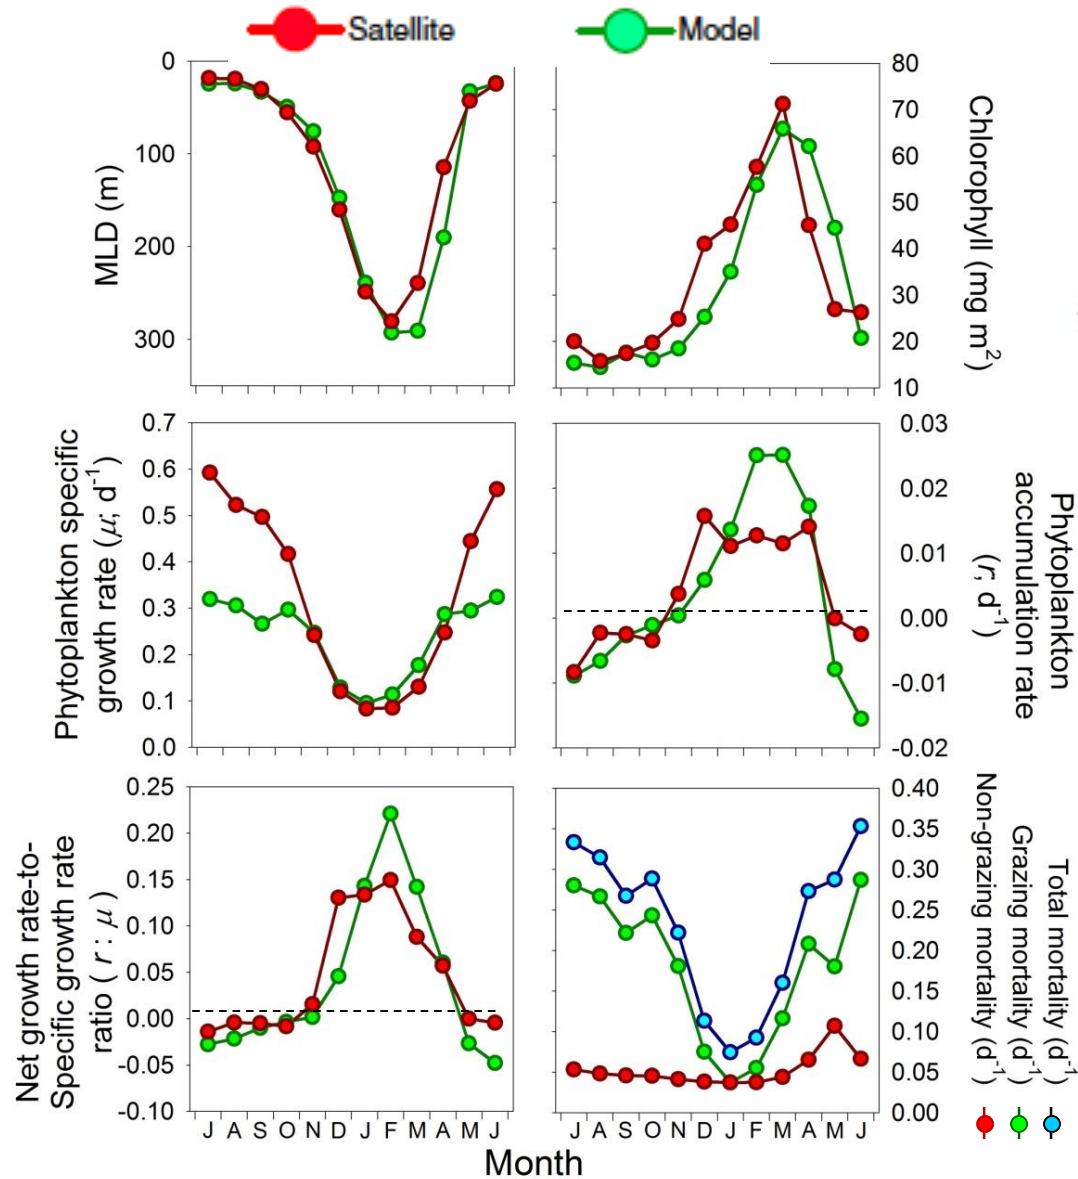 Satellite
Model
0
100
200
300
MLD (m)
80
70
60
50
40
30
20
10
Chlorophyll (mg m²)
0.7
0.6
0.5
0.4
0.3
0.2
0.1
0.0
Phytoplankton specific
growth rate (μ; d⁻¹)
0.03
0.02
0.01
0.00
-0.01
-0.02
Phytoplankton
accumulation rate
(r; d⁻¹)
0.25
0.20
0.15
0.10
0.05
0.00
-0.05
-0.10
Net growth rate-to-
Specific growth rate
ratio ( r : μ )
0.40
0.35
0.30
0.25
0.20
0.15
0.10
0.05
0.00
Total mortality (d⁻¹)
Grazing mortality (d⁻¹)
Non-grazing mortality (d⁻¹)
J A S O N D J F M A M J
J A S O N D J F M A M J
Month